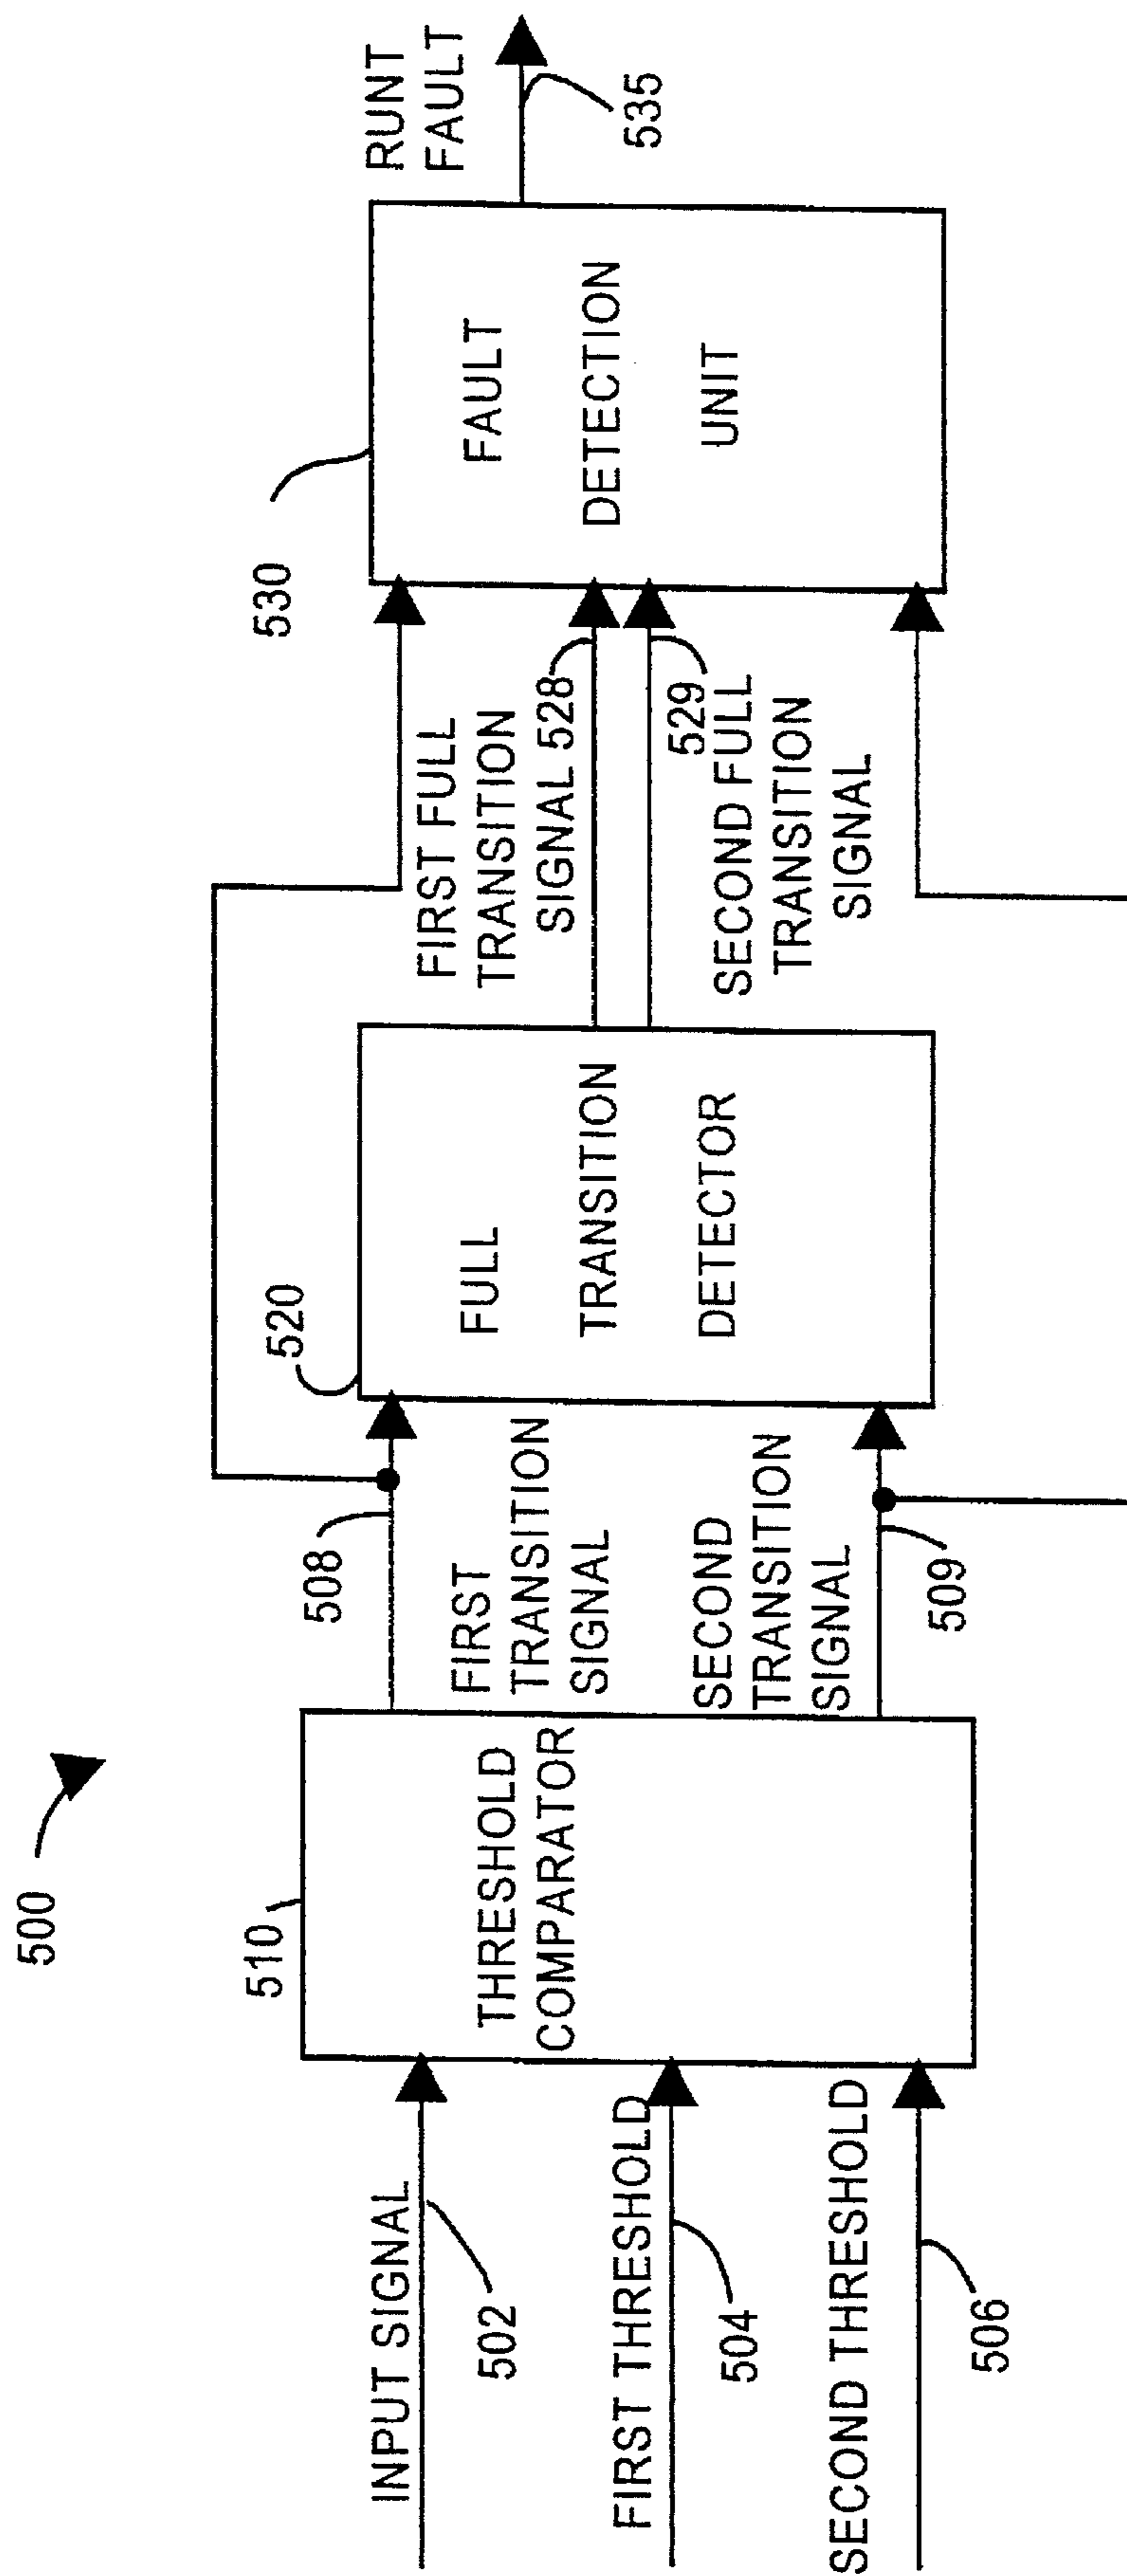 500
INPUT SIGNAL
502
FIRST THRESHOLD
504
SECOND THRESHOLD
506
510
THRESHOLD
COMPARATOR
508
FIRST
TRANSITION
SIGNAL
SECOND
TRANSITION
SIGNAL
509
520
FULL
TRANSITION
DETECTOR
FIRST FULL
TRANSITION
SIGNAL 528
529
SECOND FULL
TRANSITION
SIGNAL
530
FAULT
DETECTION
UNIT
RUNT
FAULT
535